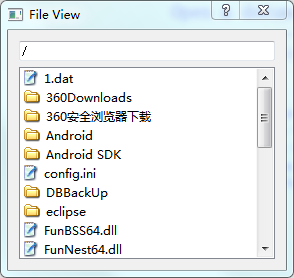 File View
/
1.dat
360Downloads
360安全浏览器下载
Android
Android SDK
config.ini
DBBackUp
eclipse
FunBSS64.dll
FunNest64.dll